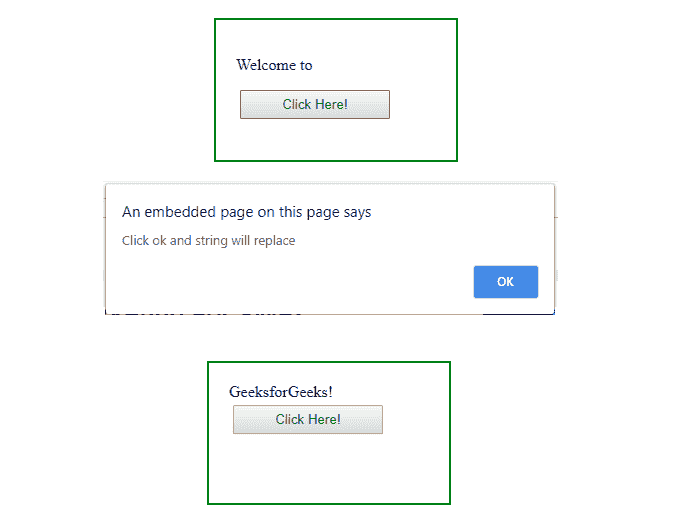 Welcome to
Click Here!
An embedded page on this page says
Click ok and string will replace
OK
GeeksforGeeks!
Click Here!